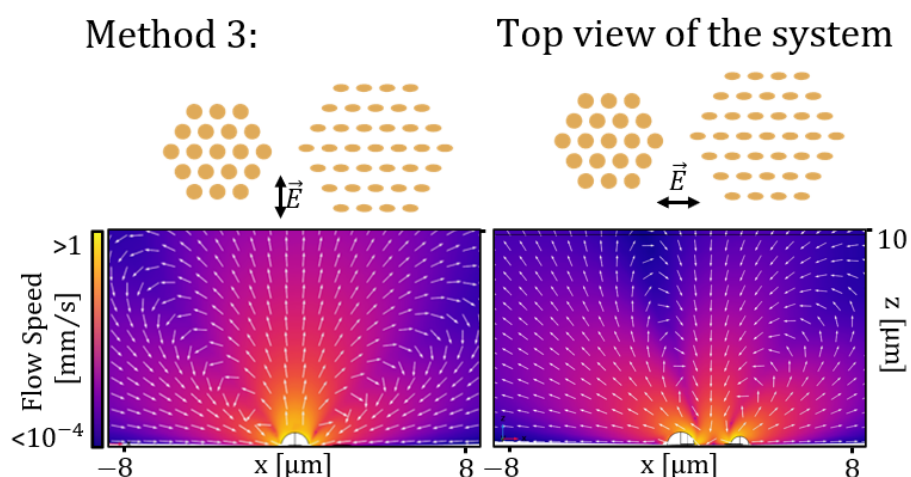 Method 3:
Top view of the system
E
E
>1
Flow Speed
[mm/s]
<10⁻⁴
10
z [µm]
−8
x [µm]
8
−8
x [µm]
8